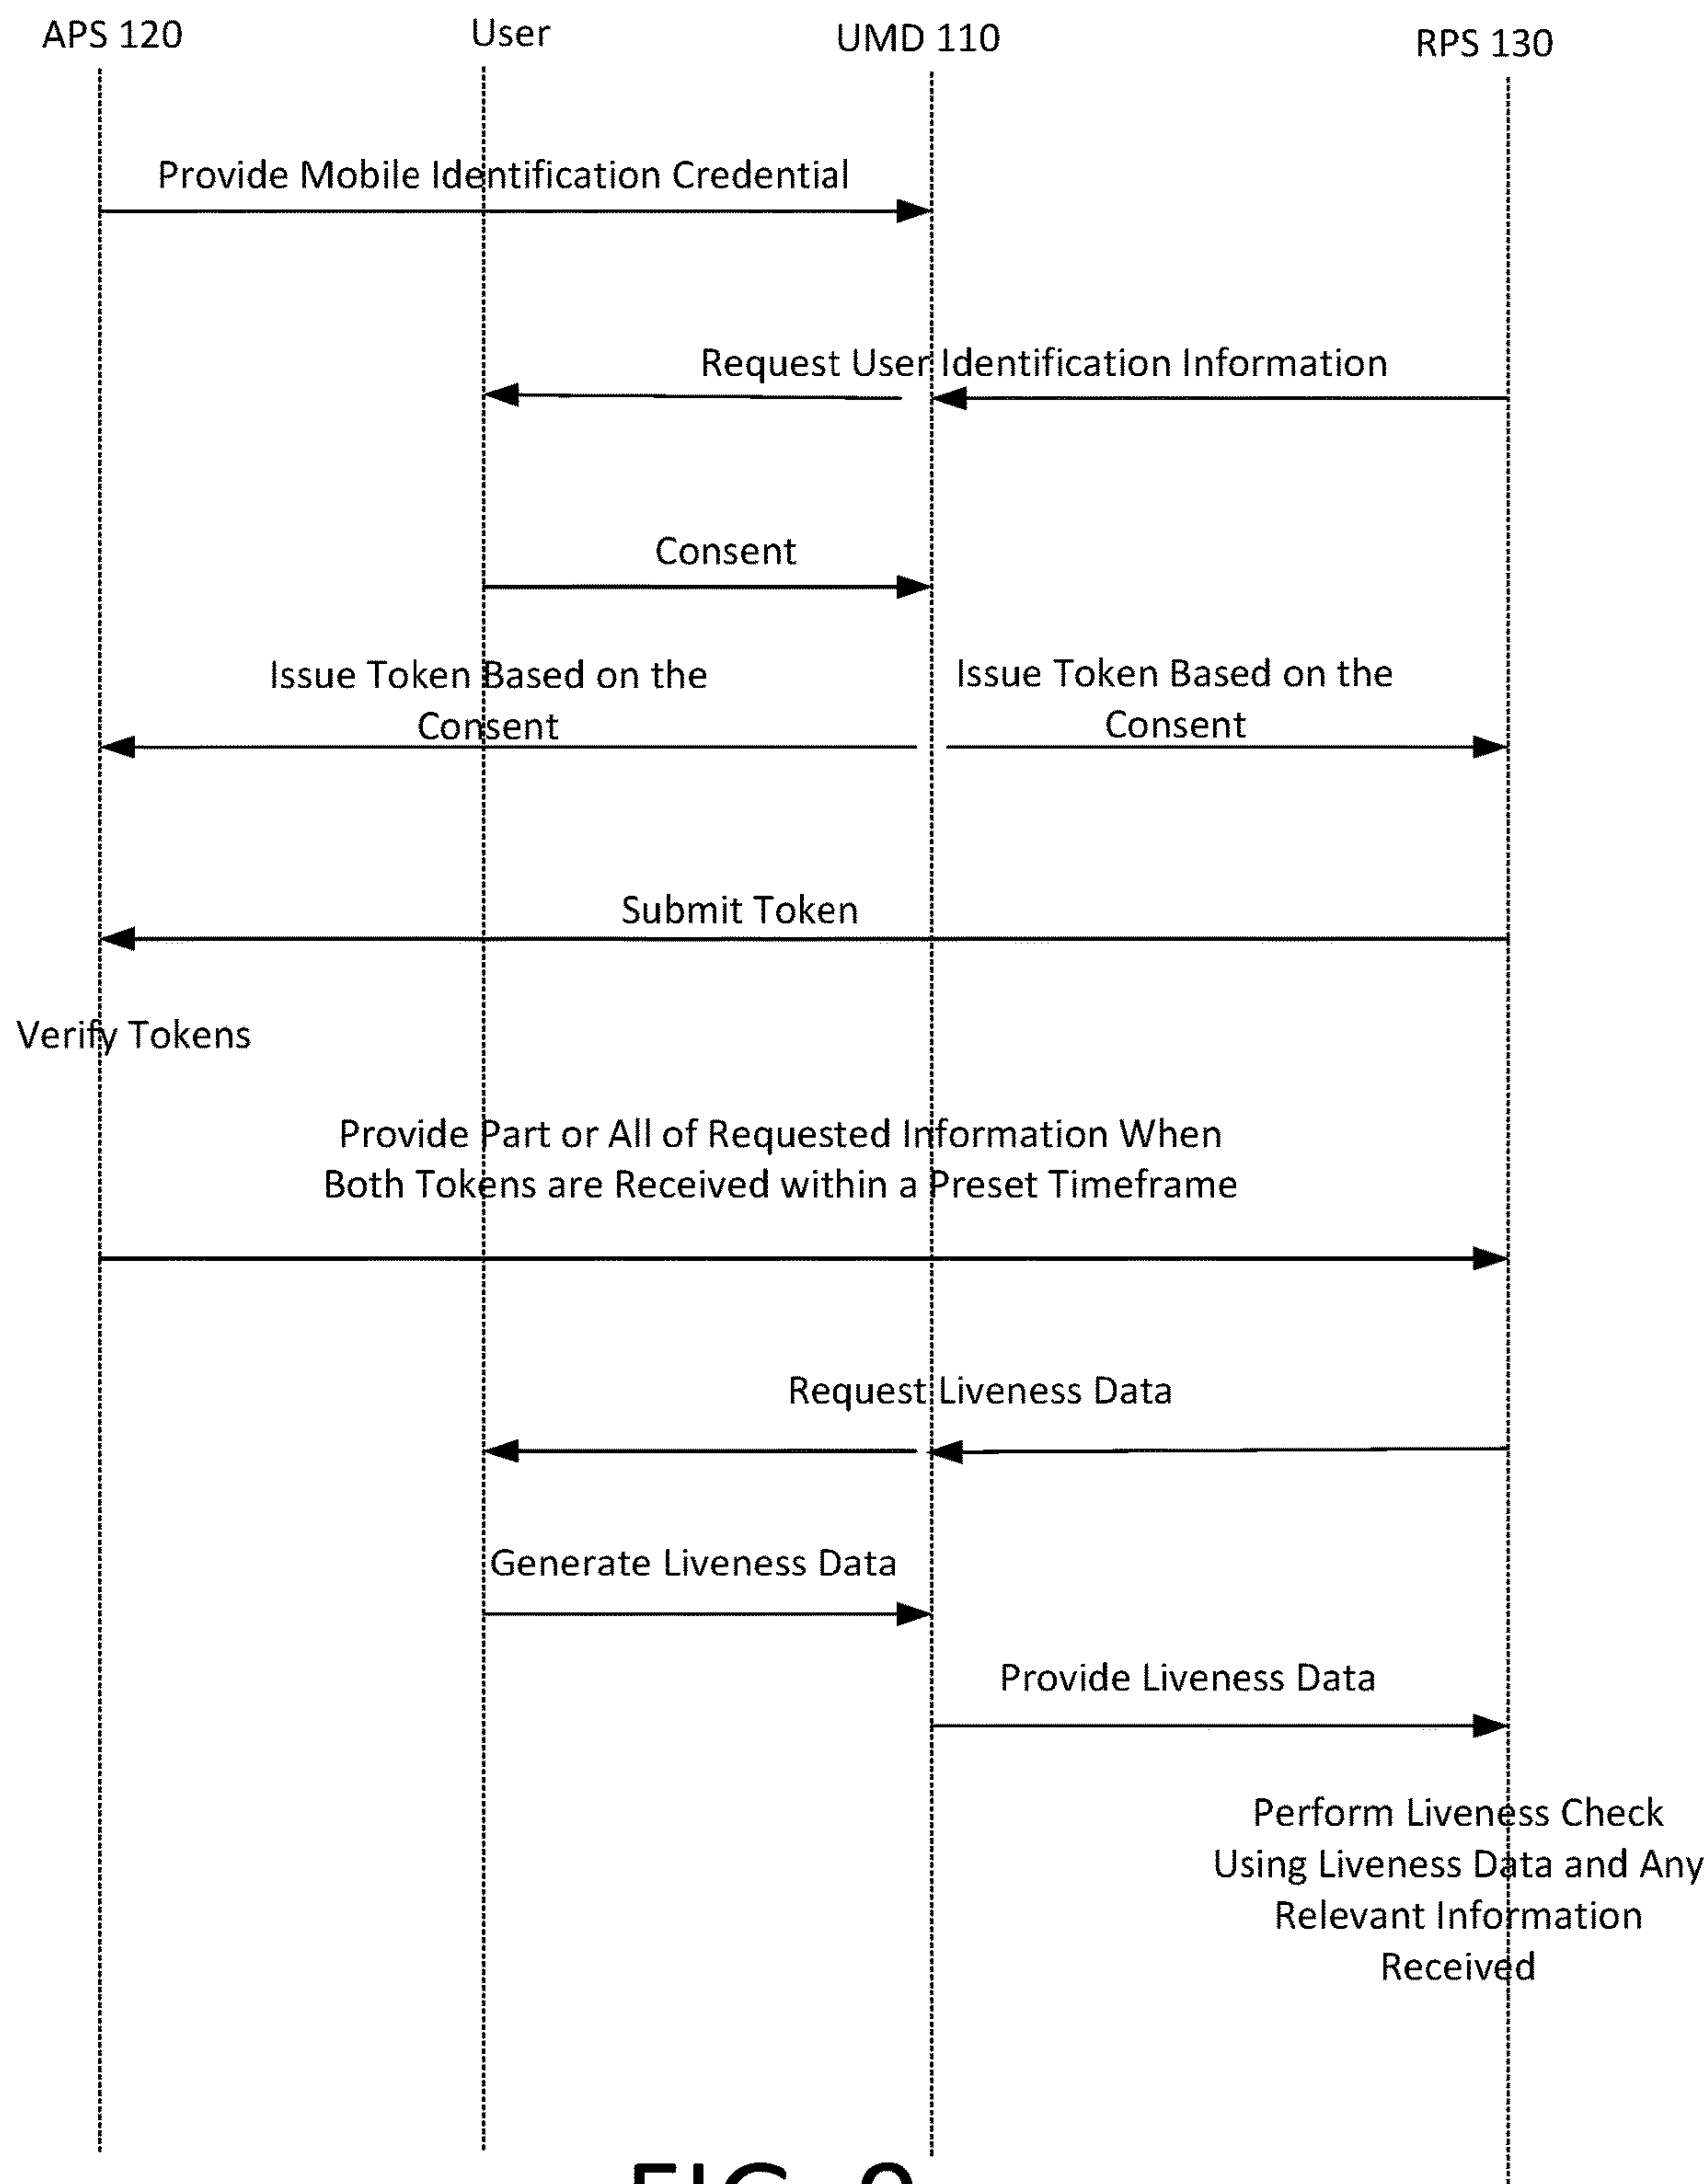 APS 120
User
UMD 110
RPS 130
Provide Mobile Identification Credential
Request User Identification Information
Consent
Issue Token Based on the
Consent
Issue Token Based on the
Consent
Submit Token
Verify Tokens
Provide Part or All of Requested Information When
Both Tokens are Received within a Preset Timeframe
Request Liveness Data
Generate Liveness Data
Provide Liveness Data
Perform Liveness Check
Using Liveness Data and Any
Relevant Information
Received
FIG.